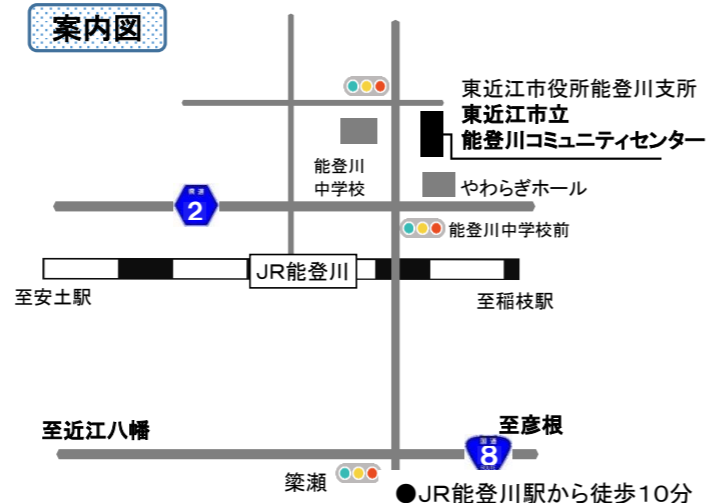 案内図
東近江市役所能登川支所
東近江市立
能登川コミュニティセンター
能登川
中学校
やわらぎホール
県道
2
能登川中学校前
JR能登川
至安土駅
至稲枝駅
至近江八幡
至彦根
国道
8
簗瀬
●JR能登川駅から徒歩10分